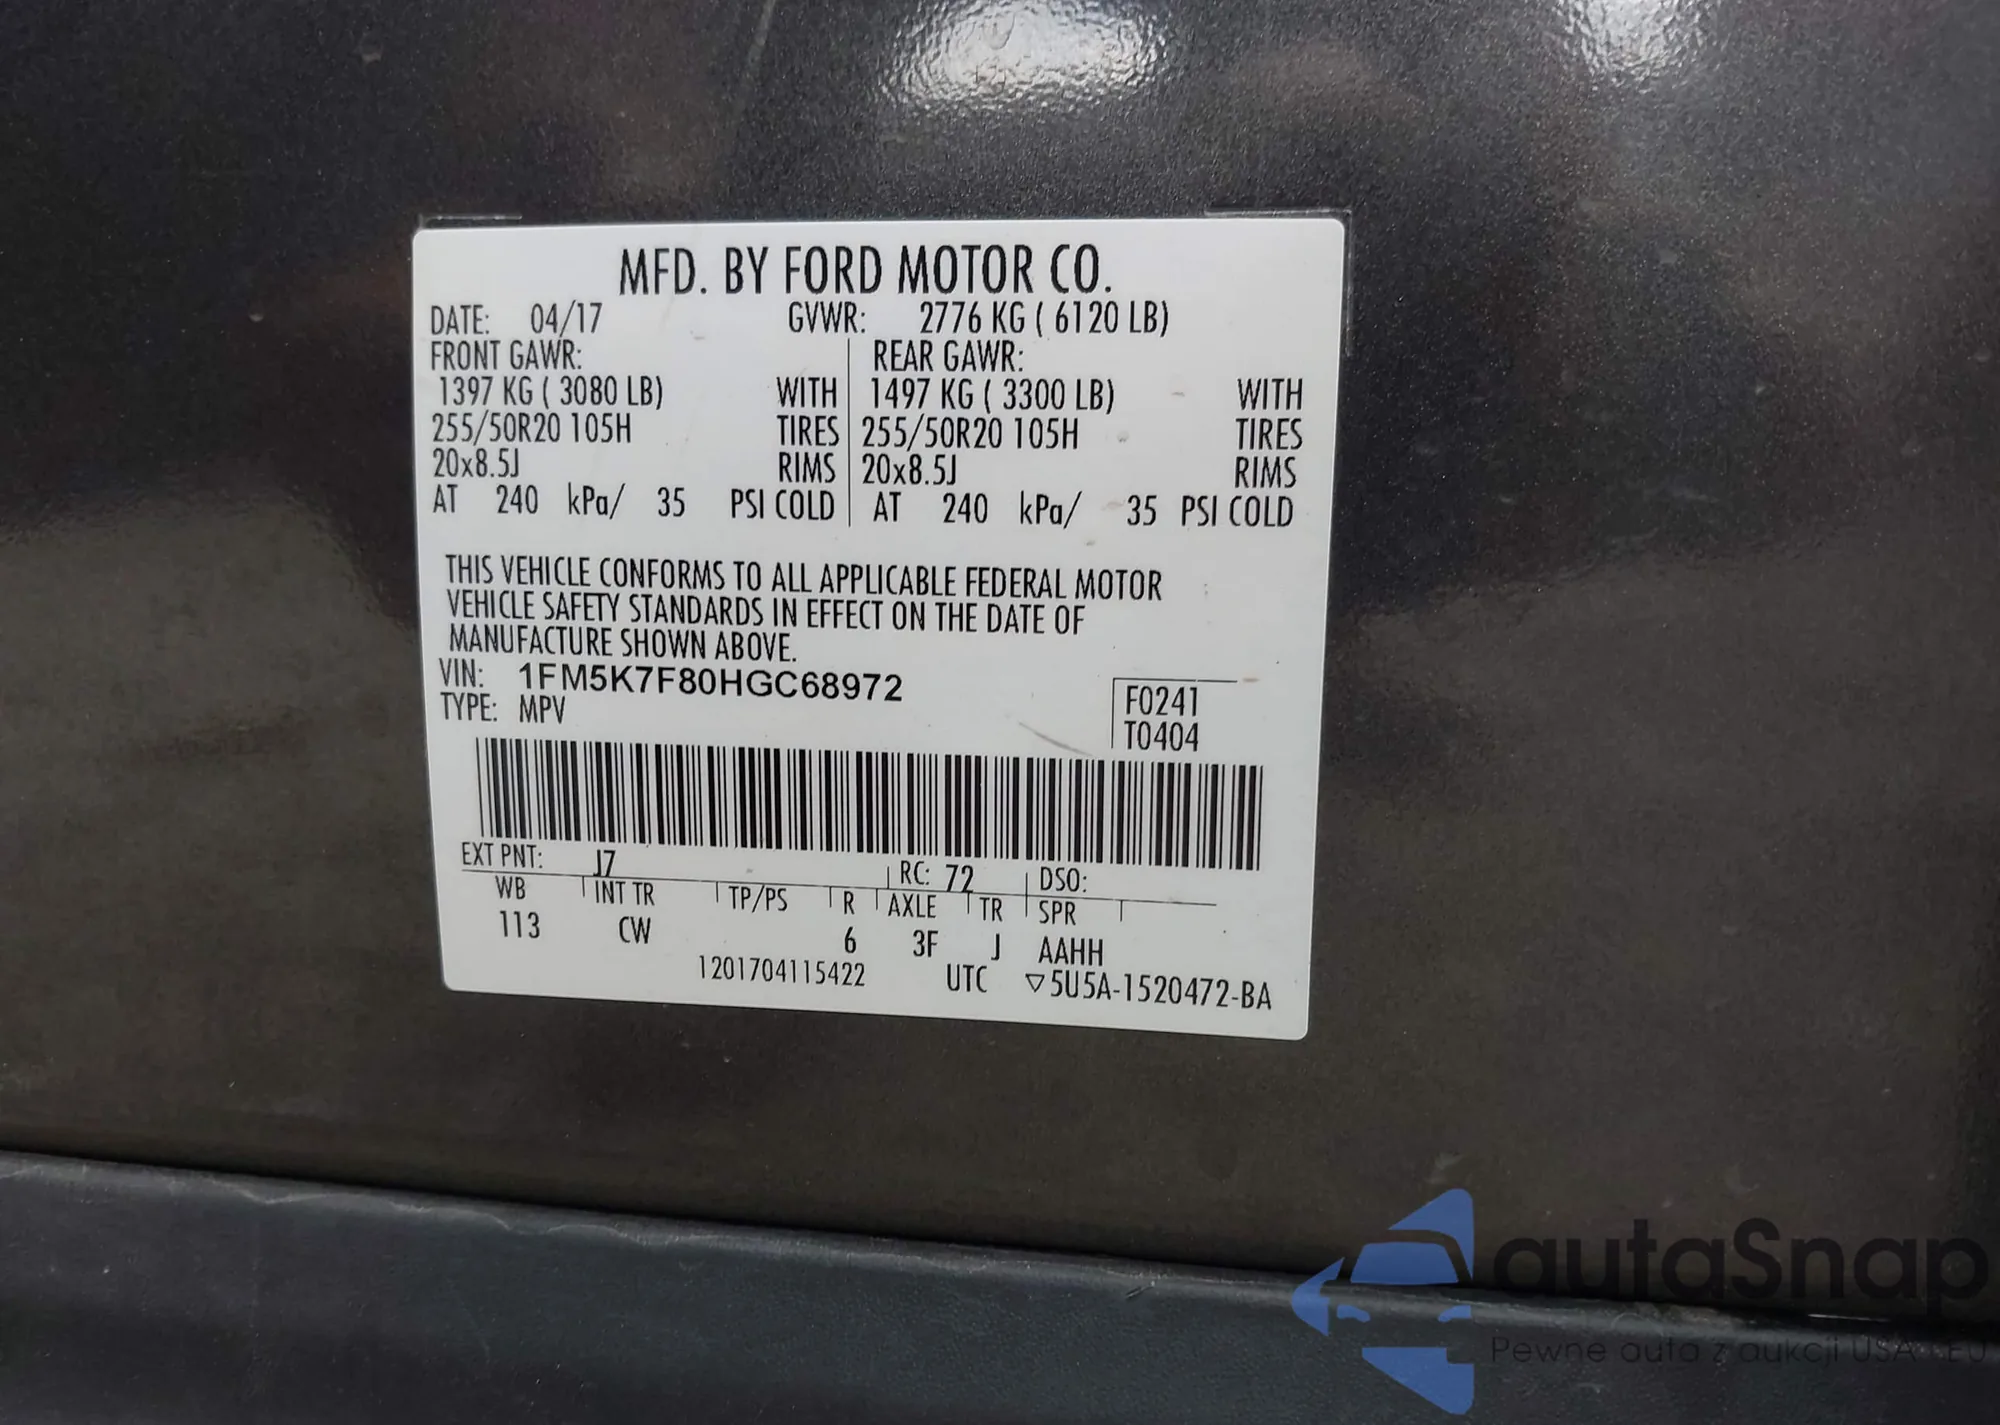 MFD. BY FORD MOTOR CO.
DATE: 04/17 GVWR: 2776 KG ( 6120 LB)
FRONT GAWR: REAR GAWR:
1397 KG ( 3080 LB) WITH 1497 KG ( 3300 LB) WITH
255/50R20 105H TIRES 255/50R20 105H TIRES
20x8.5J RIMS 20x8.5J RIMS
AT 240 kPa/ 35 PSI COLD AT 240 kPa/ 35 PSI COLD
THIS VEHICLE CONFORMS TO ALL APPLICABLE FEDERAL MOTOR
VEHICLE SAFETY STANDARDS IN EFFECT ON THE DATE OF
MANUFACTURE SHOWN ABOVE.
VIN: 1FM5K7F80HGC68972
F0241
TYPE: MPV
T0404
EXT PNT: J7 RC: 72 DSO:
WB INT TR TP/PS R AXLE TR SPR
113 CW 6 3F J AAHH
1201704115422 UTC ▽5U5A-1520472-BA
autaSnap
Pewne auta z aukcji USA i EU